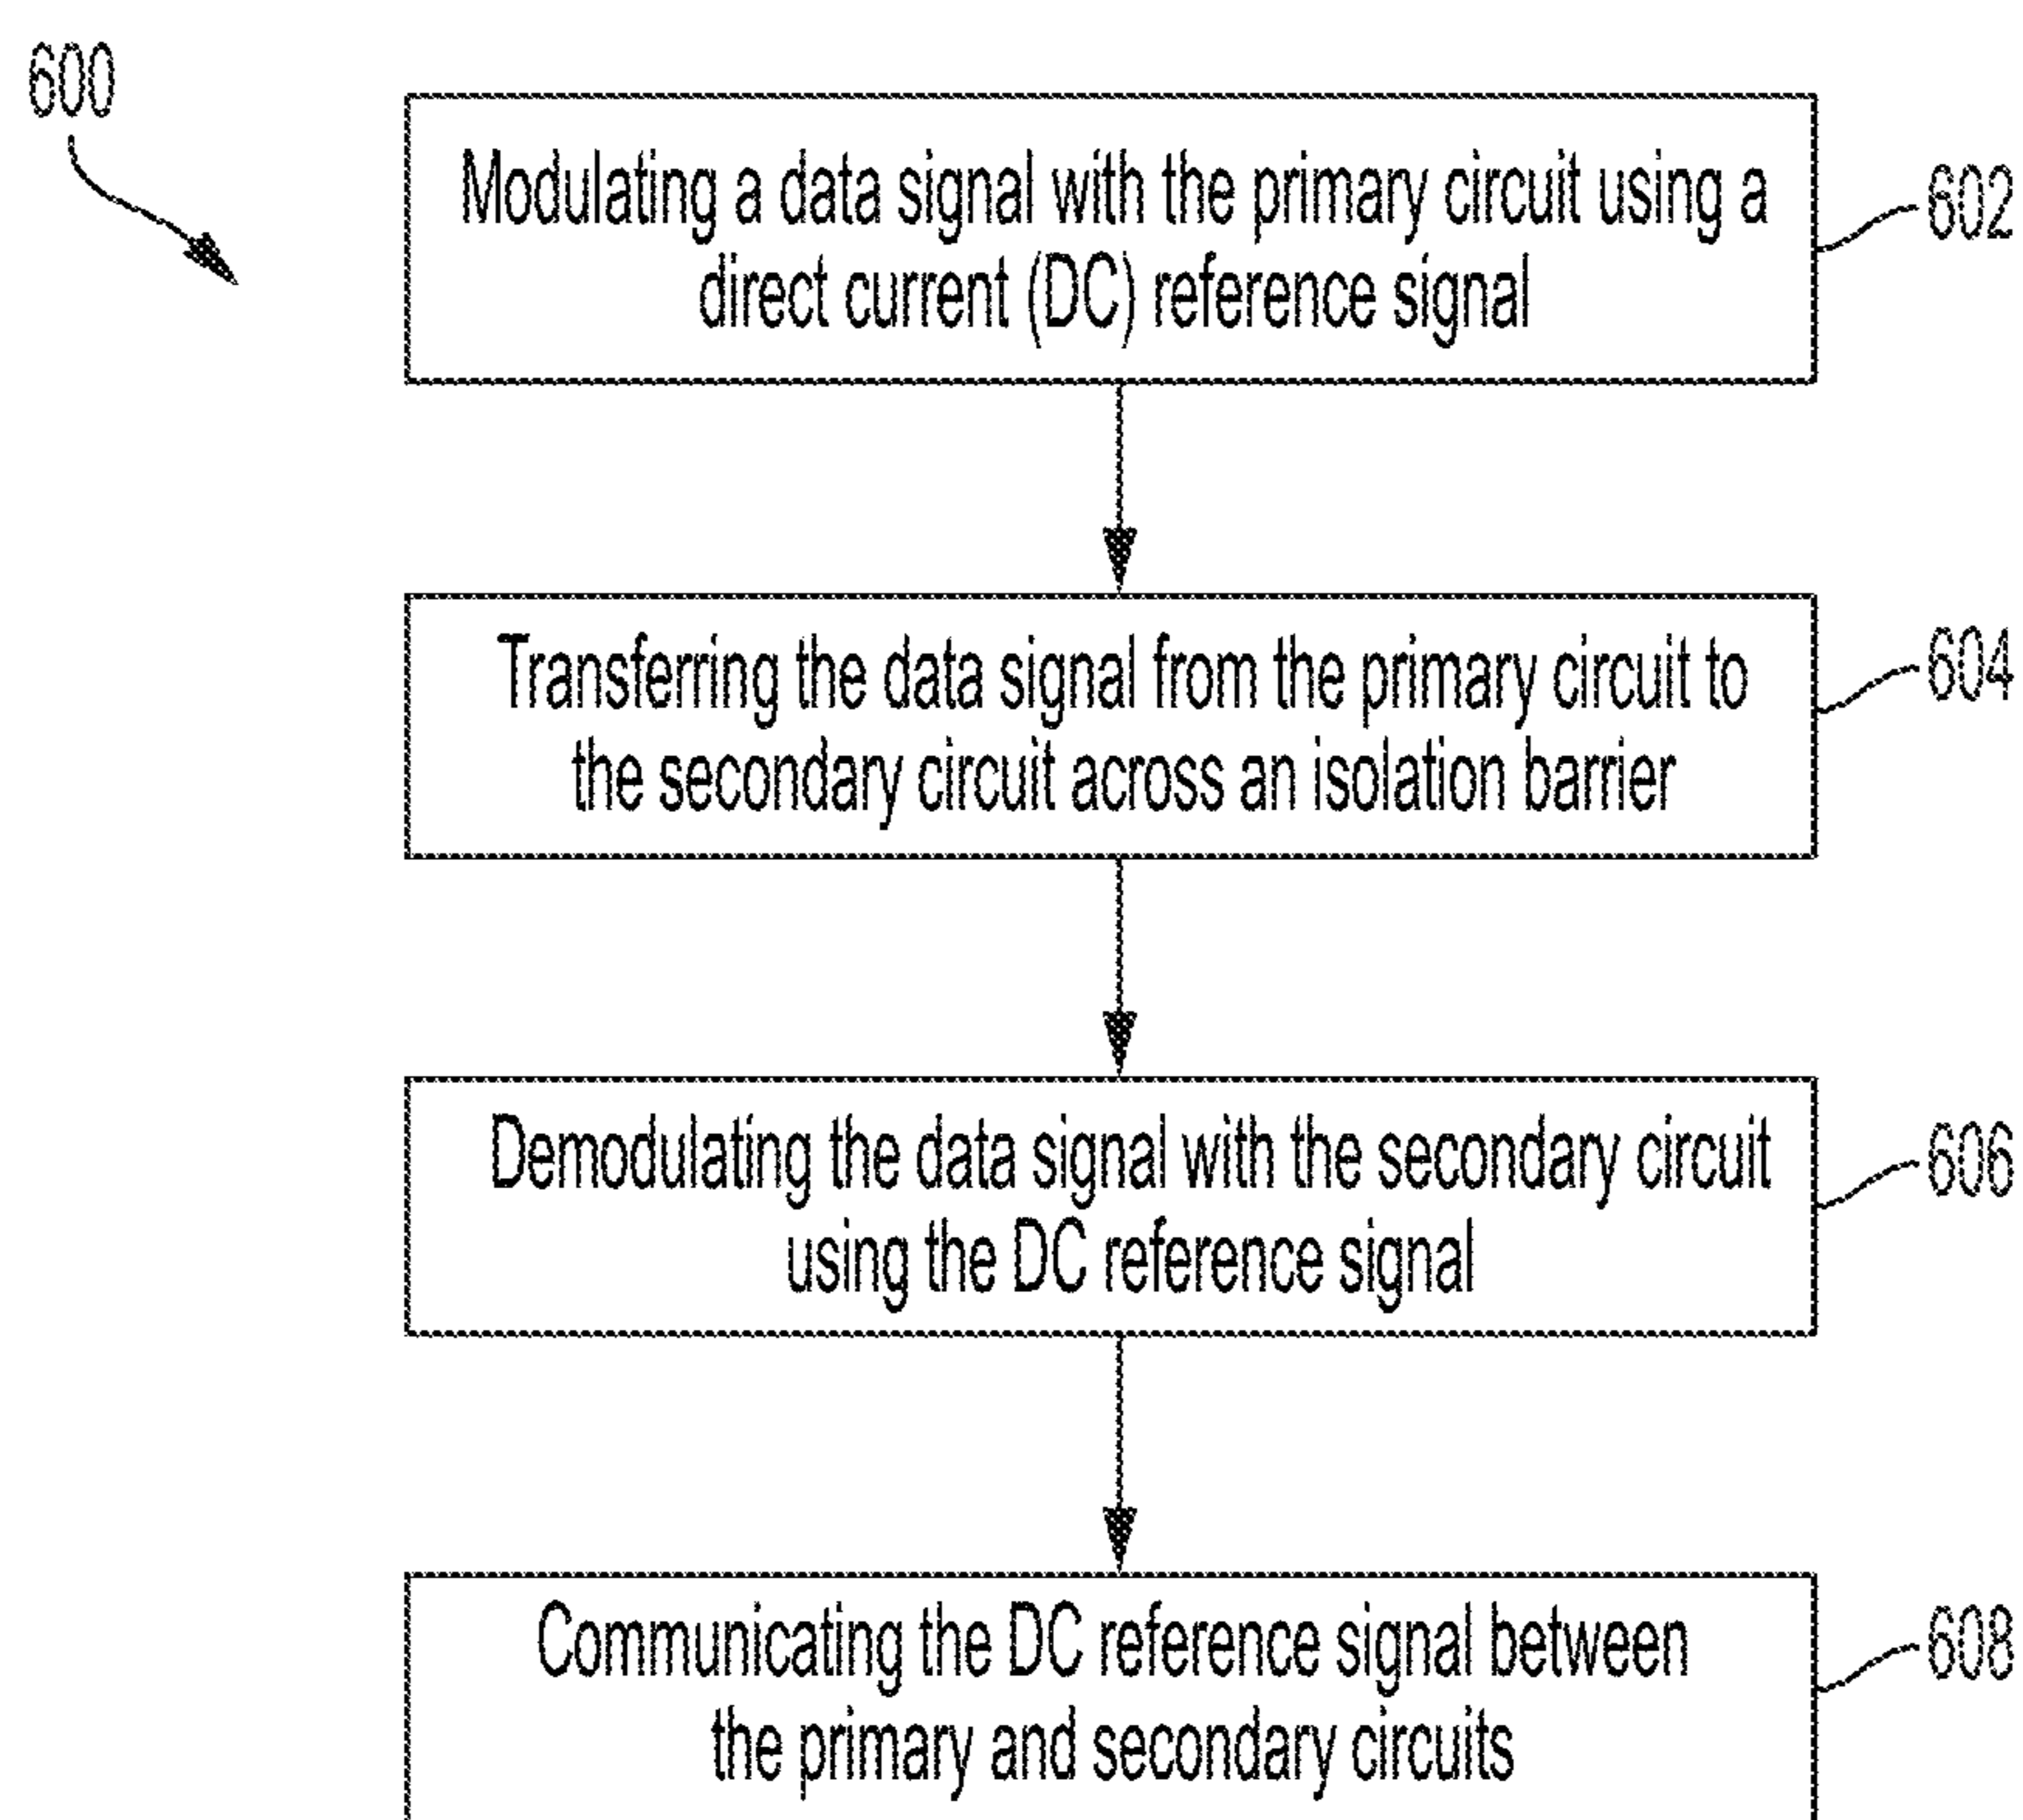 600
Modulating a data signal with the primary circuit using a
direct current (DC) reference signal
602
Transferring the data signal from the primary circuit to
the secondary circuit across an isolation barrier
604
Demodulating the data signal with the secondary circuit
using the DC reference signal
606
Communicating the DC reference signal between
the primary and secondary circuits
608